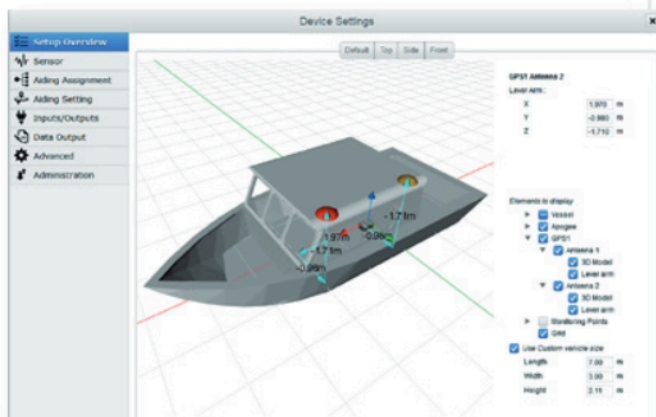 Device Settings
Setup Overview
Sensor
Aiding Assignment
Aiding Setting
Inputs/Outputs
Data Output
Advanced
Administration
Default Top Side Front
1.97m
-1.71m
-0.96m
-0.06m
-1.71m
GPS1 Antenna 2
Lever Arm :
X 1.970 m
Y -0.960 m
Z -1.710 m
Elements to display
Vessel
Apogee
GPS1
Antenna 1
3D Model
Lever arm
Antenna 2
3D Model
Lever arm
Monitoring Points
Grid
Use Custom vehicle size
Length 7.00 m
Width 3.00 m
Height 2.15 m